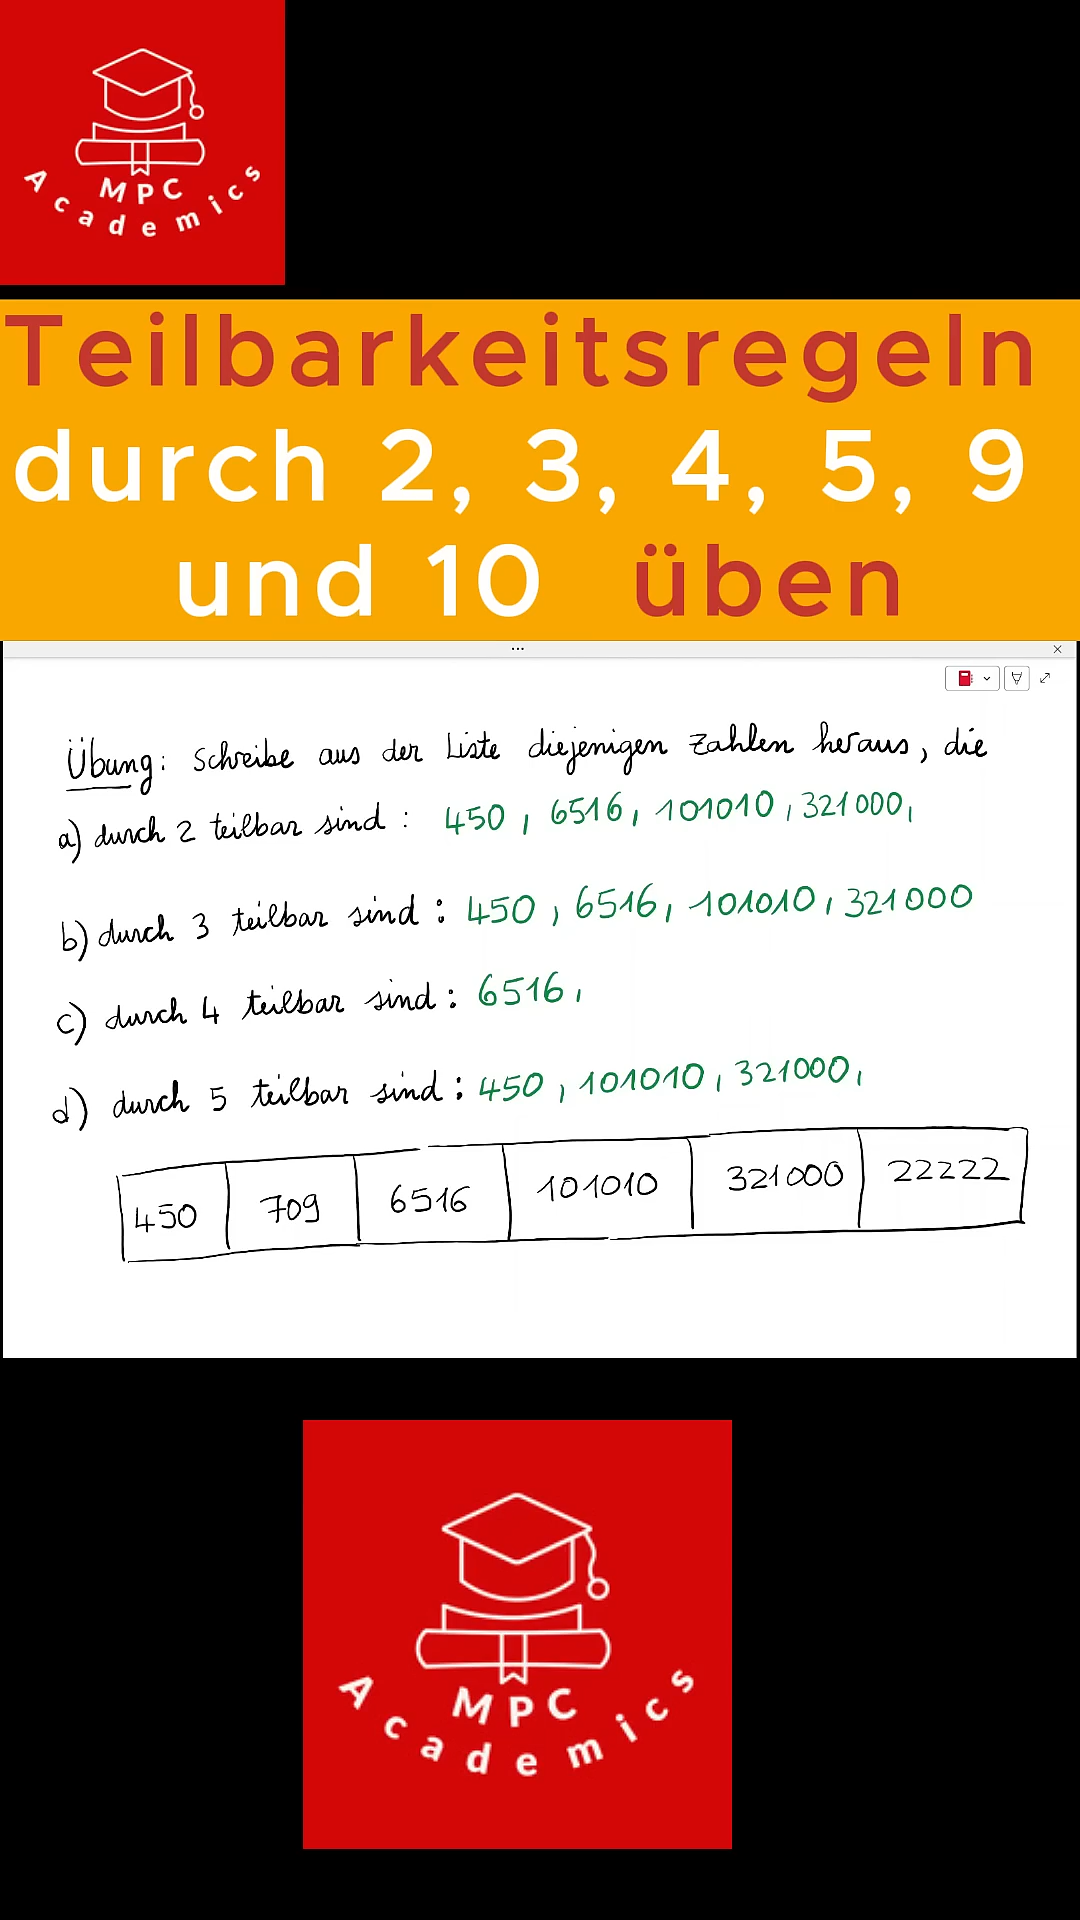 MPC
Academics
Teilbarkeitsregeln
durch 2, 3, 4, 5, 9
und 10 üben
Übung: Schreibe aus der Liste diejenigen Zahlen heraus, die
a) durch 2 teilbar sind : 450, 6516, 101010, 321000,
b) durch 3 teilbar sind : 450, 6516, 101010, 321000
c) durch 4 teilbar sind : 6516,
d) durch 5 teilbar sind : 450, 101010, 321000,
450 709 6516 101010 321000 22222
MPC
Academics